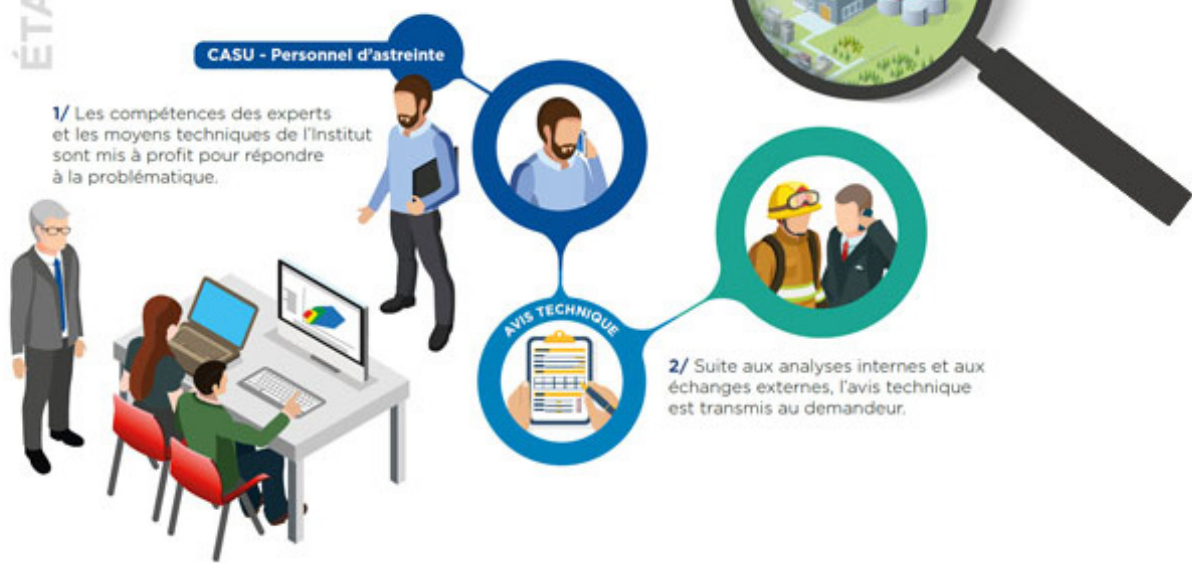 ÉTA
CASU - Personnel d'astreinte
1/ Les compétences des experts
et les moyens techniques de l'Institut
sont mis à profit pour répondre
à la problématique.
AVIS TECHNIQUE
2/ Suite aux analyses internes et aux
échanges externes, l'avis technique
est transmis au demandeur.